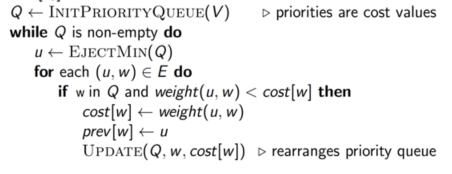 Q ← INITPRIORITYQUEUE(V) ▷ priorities are cost values
while Q is non-empty do
u ← EJECTMIN(Q)
for each (u, w) ∈ E do
if w in Q and weight(u, w) < cost[w] then
cost[w] ← weight(u, w)
prev[w] ← u
UPDATE(Q, w, cost[w]) ▷ rearranges priority queue